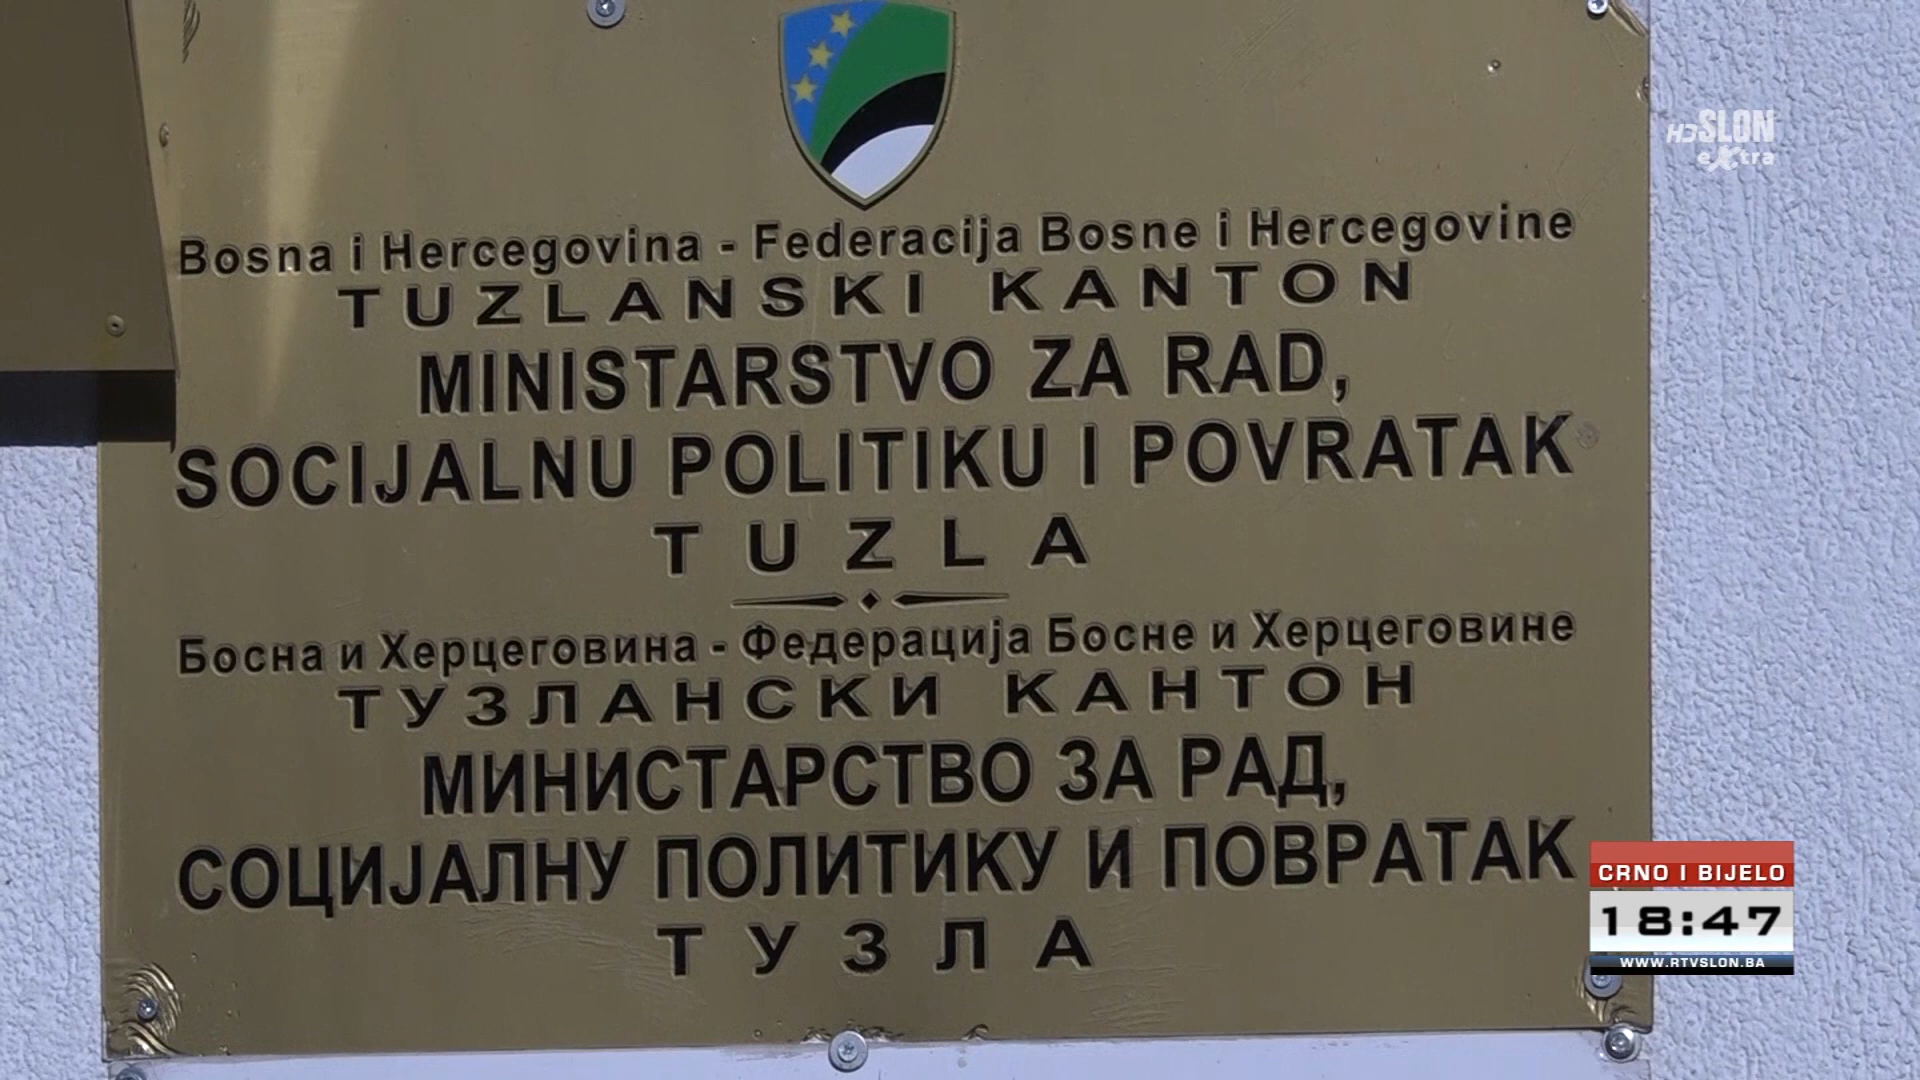 HD SLON
extra
Bosna i Hercegovina - Federacija Bosne i Hercegovine
TUZLANSKI KANTON
MINISTARSTVO ZA RAD,
SOCIJALNU POLITIKU I POVRATAK
TUZLA
Босна и Херцеговина - Федерација Босне и Херцеговине
ТУЗЛАНСКИ КАНТОН
МИНИСТАРСТВО ЗА РАД,
СОЦИЈАЛНУ ПОЛИТИКУ И ПОВРАТАК
ТУЗЛА
CRNO I BIJELO
18:47
WWW.RTVSLON.BA